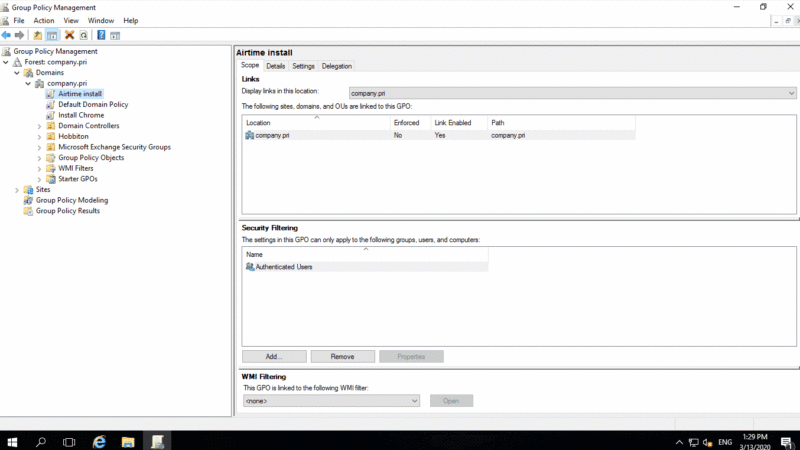 Group Policy Management
File Action View Window Help
Group Policy Management
Forest: company.pri
Domains
company.pri
Airtime install
Default Domain Policy
Install Chrome
Domain Controllers
Hobbiton
Microsoft Exchange Security Groups
Group Policy Objects
WMI Filters
Starter GPOs
Sites
Group Policy Modeling
Group Policy Results
Airtime install
Scope Details Settings Delegation
Links
Display links in this location: company.pri
The following sites, domains, and OUs are linked to this GPO:
Location Enforced Link Enabled Path
company.pri No Yes company.pri
Security Filtering
The settings in this GPO can only apply to the following groups, users, and computers:
Name
Authenticated Users
Add... Remove Properties
WMI Filtering
This GPO is linked to the following WMI filter:
<none> Open
ENG
1:29 PM
3/13/2020